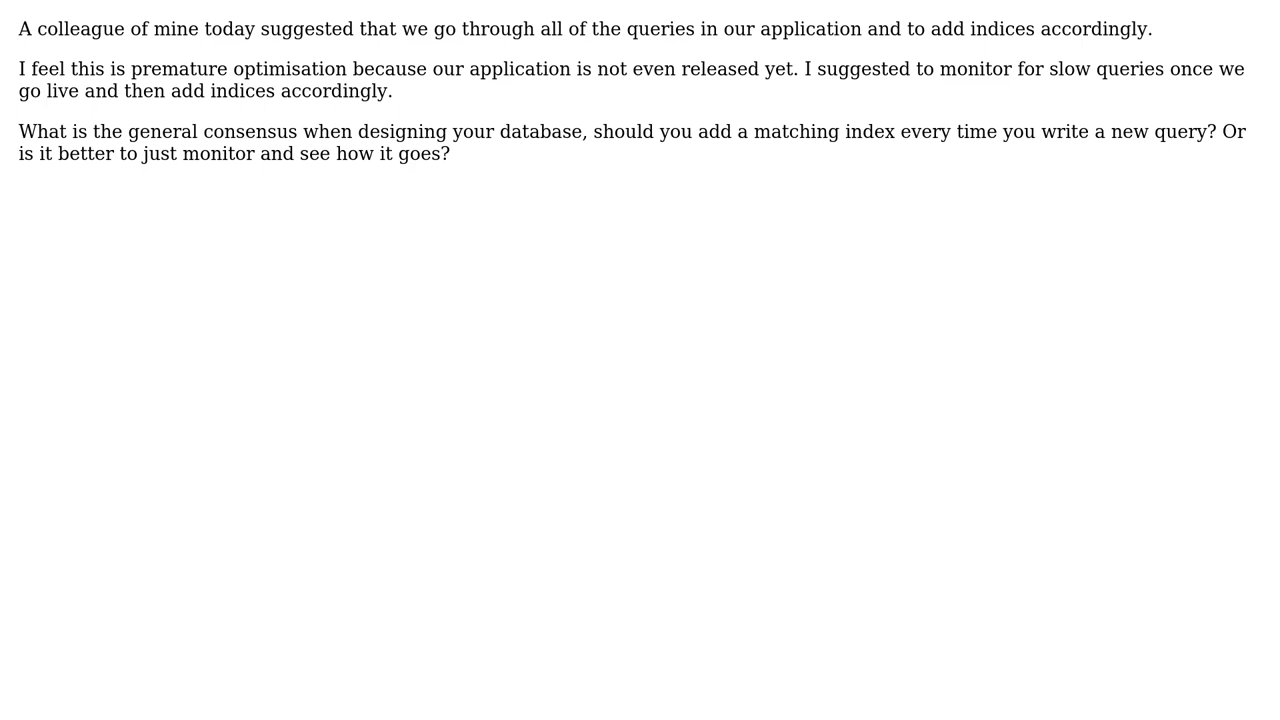 A colleague of mine today suggested that we go through all of the queries in our application and to add indices accordingly.
I feel this is premature optimisation because our application is not even released yet. I suggested to monitor for slow queries once we
go live and then add indices accordingly.
What is the general consensus when designing your database, should you add a matching index every time you write a new query? Or
is it better to just monitor and see how it goes?